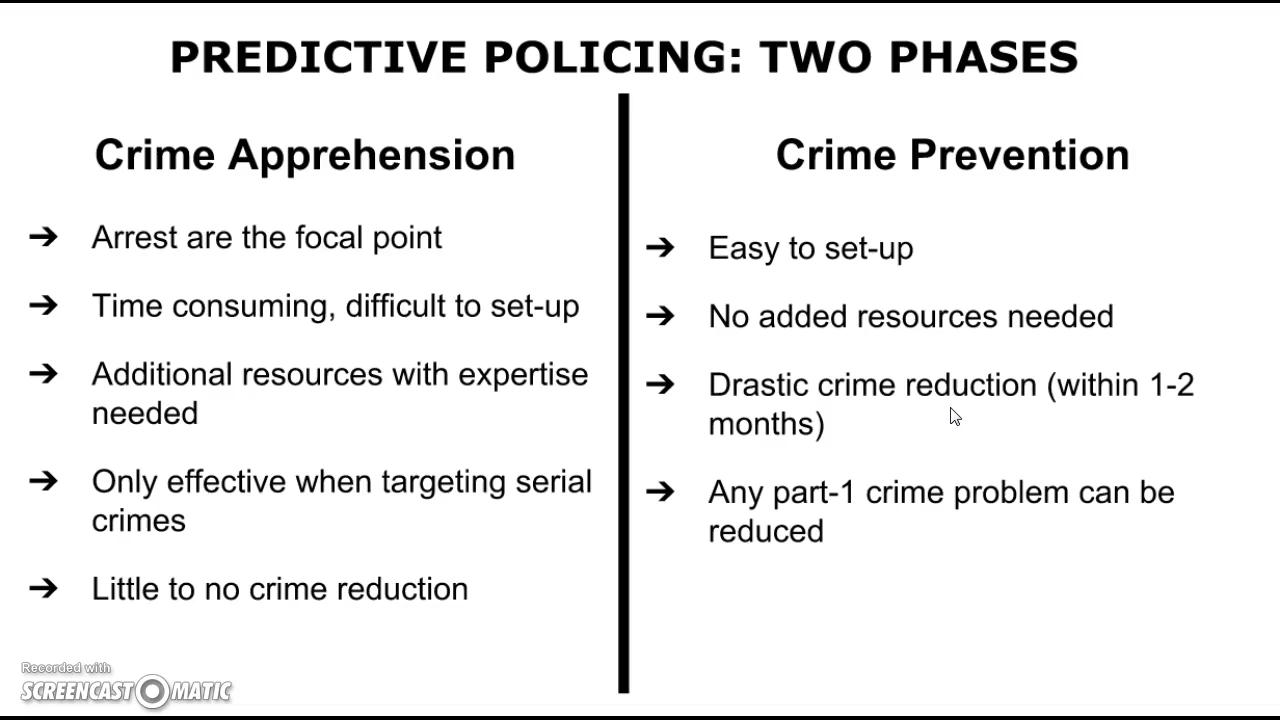 PREDICTIVE POLICING: TWO PHASES
Crime Apprehension
➔ Arrest are the focal point
➔ Time consuming, difficult to set-up
➔ Additional resources with expertise
needed
➔ Only effective when targeting serial
crimes
➔ Little to no crime reduction
Crime Prevention
➔ Easy to set-up
➔ No added resources needed
➔ Drastic crime reduction (within 1-2
months)
➔ Any part-1 crime problem can be
reduced
Recorded with
SCREENCAST MATIC